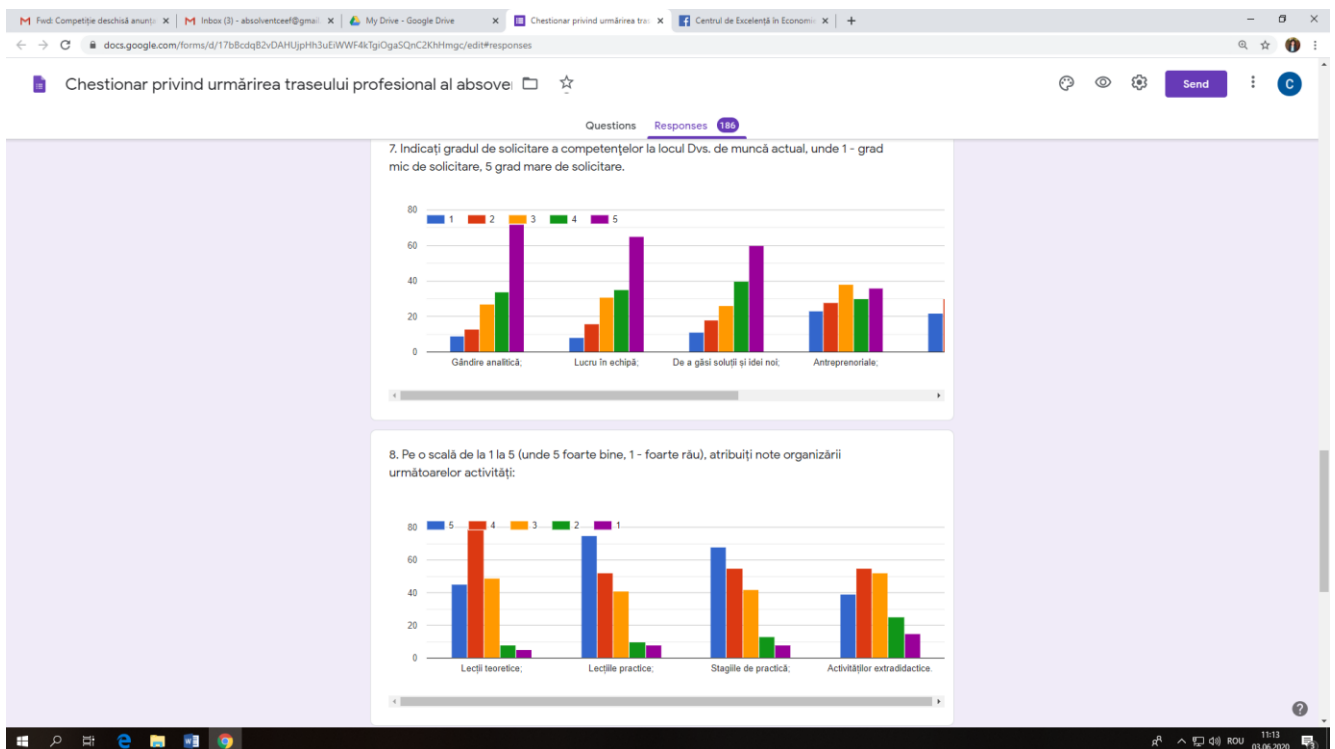 Fwd: Competiție deschisă anunț
Inbox (3) - absolventceef@gmail.
My Drive - Google Drive
Chestionar privind urmărirea tras
Centrul de Excelență în Economi
docs.google.com/forms/d/17bBcdqB2vDAHUjpHh3uEiWWF4kTgiOgaSQnC2KhHmgc/edit#responses
Chestionar privind urmărirea traseului profesional al absove
Send
C
Questions Responses 186
7. Indicați gradul de solicitare a competențelor la locul Dvs. de muncă actual, unde 1 - grad
mic de solicitare, 5 grad mare de solicitare.
1 2 3 4 5
80
60
40
20
0
Gândire analitică; Lucru în echipă; De a găsi soluții și idei noi; Antreprenoriale;
8. Pe o scală de la 1 la 5 (unde 5 foarte bine, 1 - foarte rău), atribuiți note organizării
următoarelor activități:
5 4 3 2 1
80
60
40
20
0
Lecții teoretice; Lecțiile practice; Stagiile de practică; Activităților extradidactice.
ROU
11:13
03.06.2020